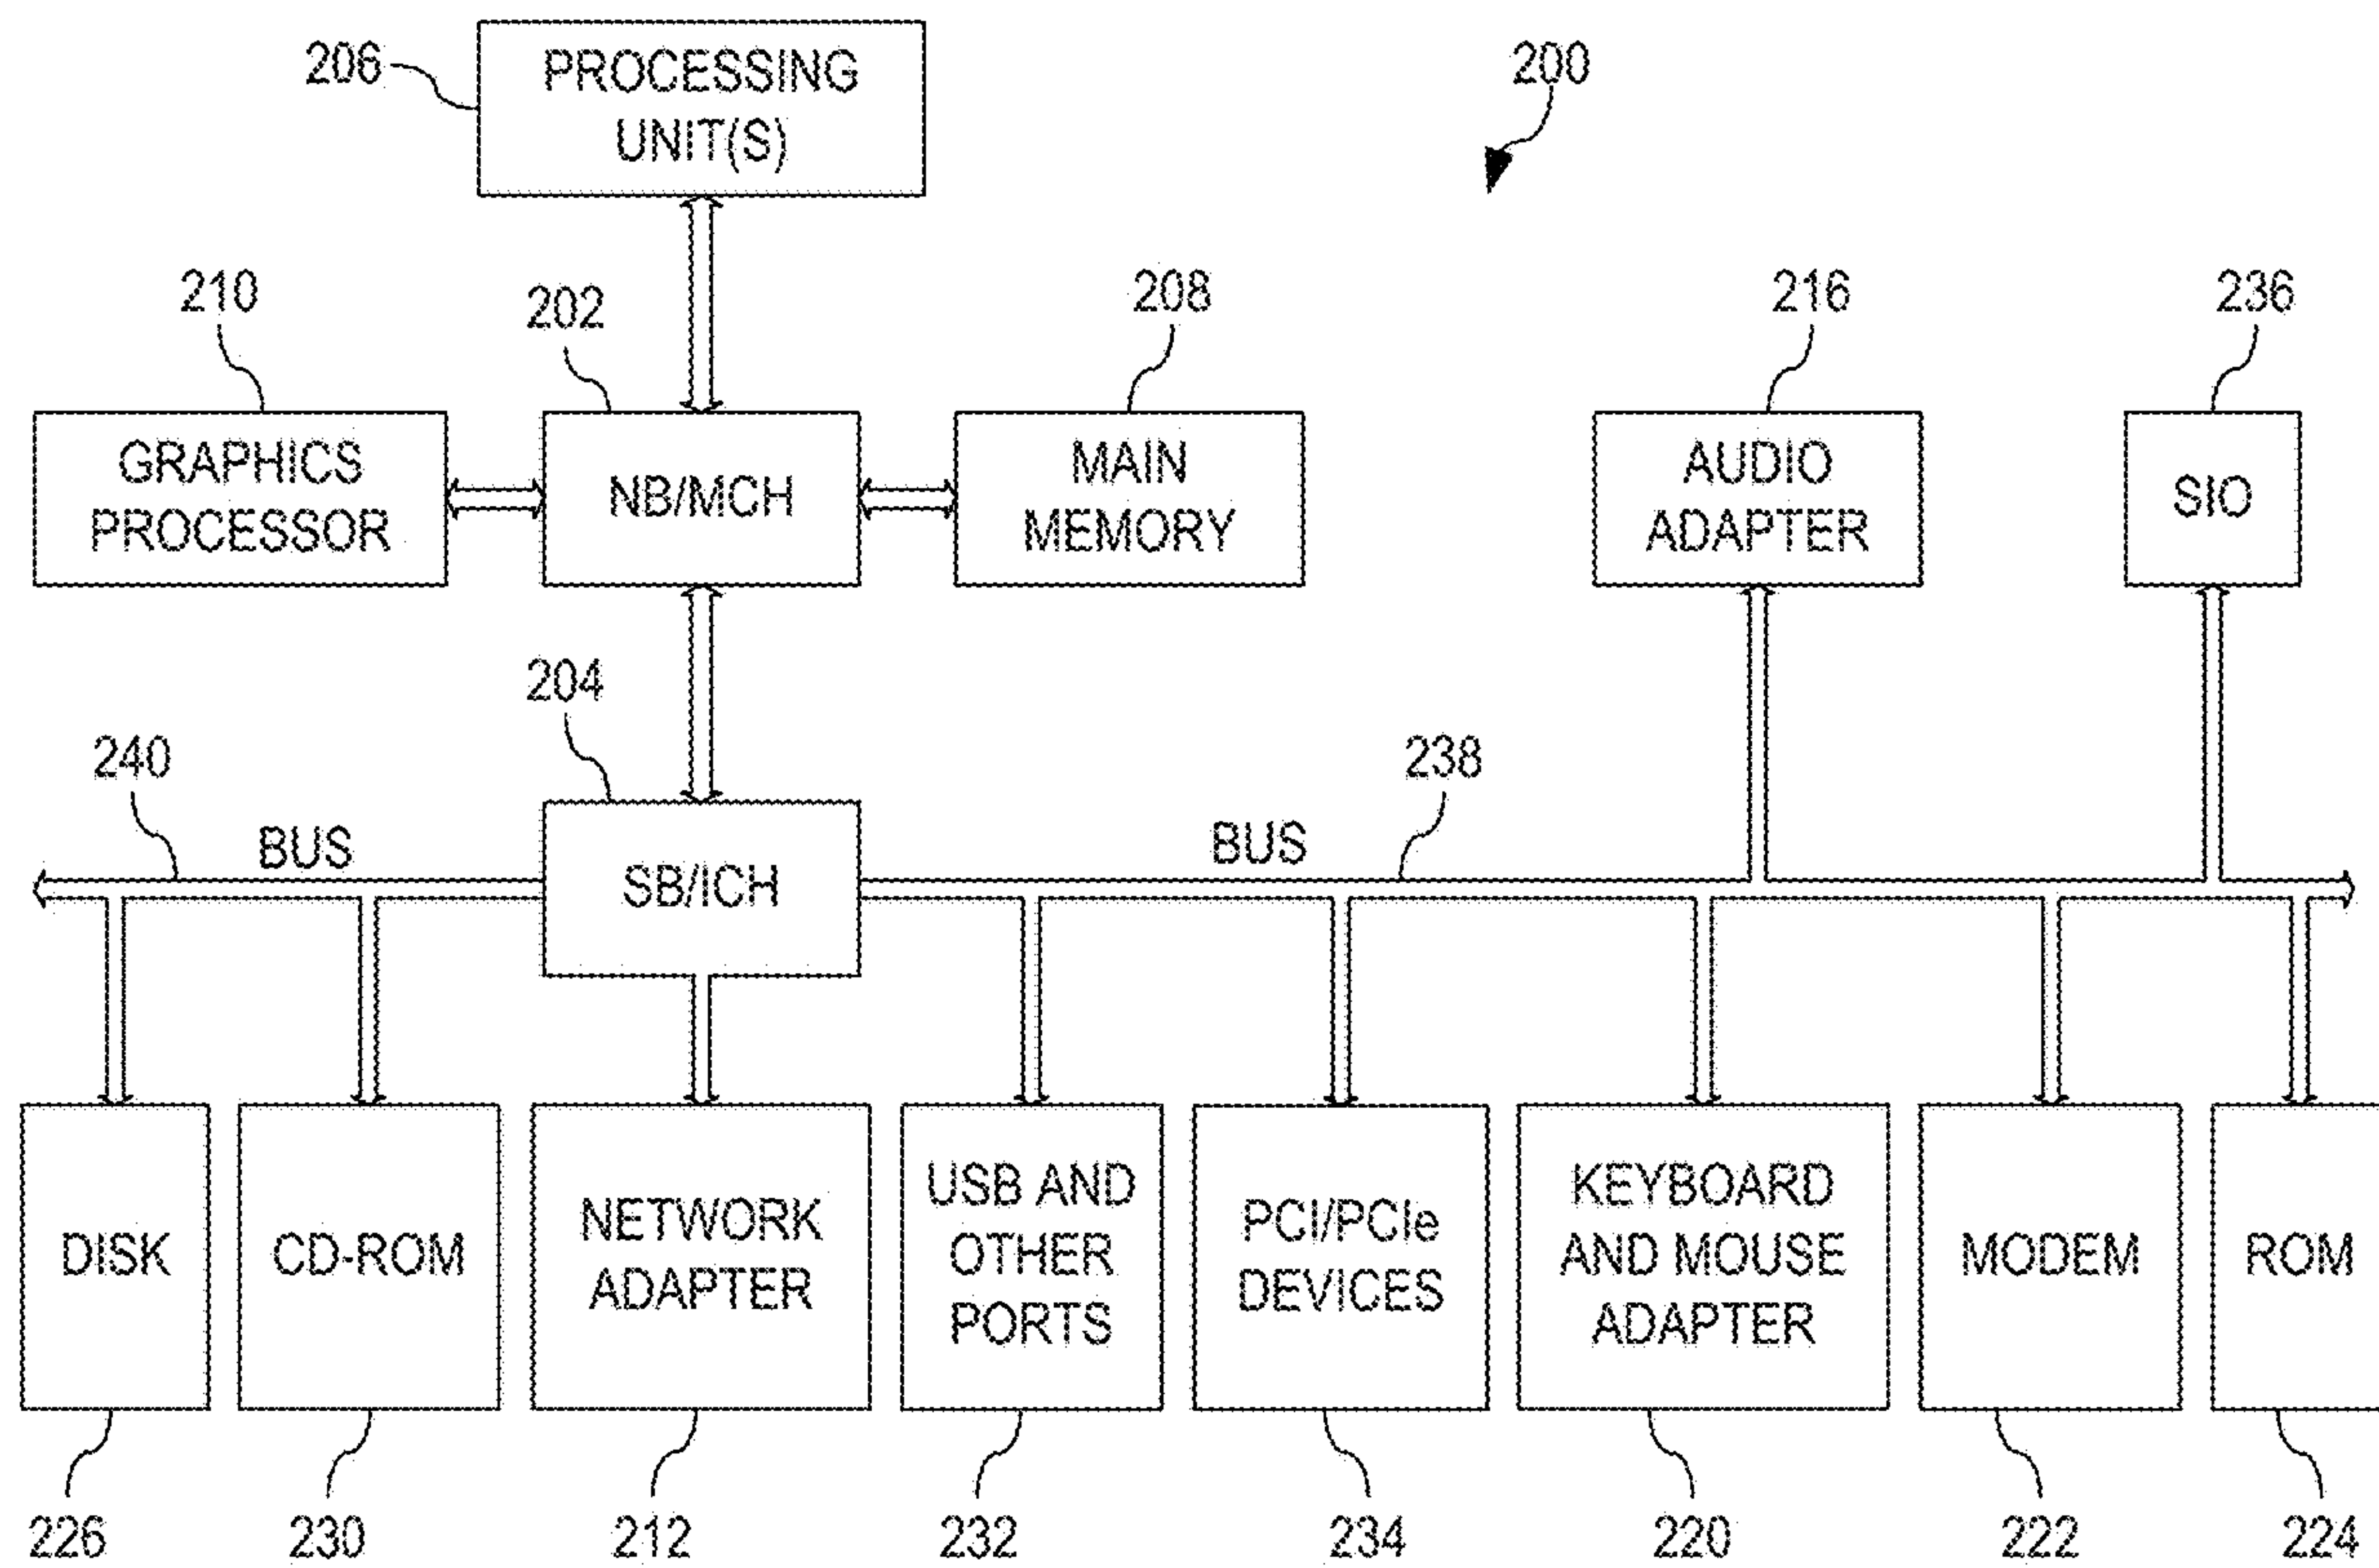 206
PROCESSING
UNIT(S)
200
210
202
208
216
236
GRAPHICS
PROCESSOR
NB/MCH
MAIN
MEMORY
AUDIO
ADAPTER
SIO
204
240
BUS
SB/ICH
BUS
238
DISK
CD-ROM
NETWORK
ADAPTER
USB AND
OTHER
PORTS
PCI/PCIe
DEVICES
KEYBOARD
AND MOUSE
ADAPTER
MODEM
ROM
226
230
212
232
234
220
222
224